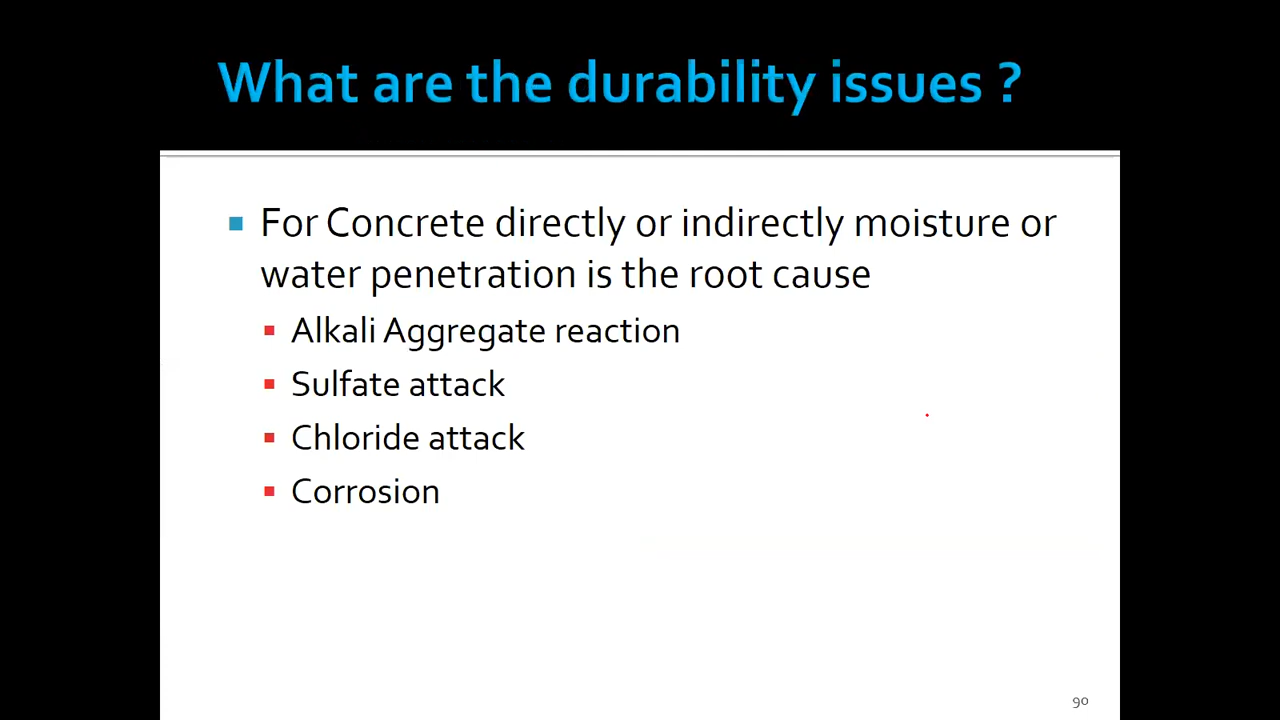 What are the durability issues ?
For Concrete directly or indirectly moisture or
water penetration is the root cause
Alkali Aggregate reaction
Sulfate attack
Chloride attack
Corrosion
90